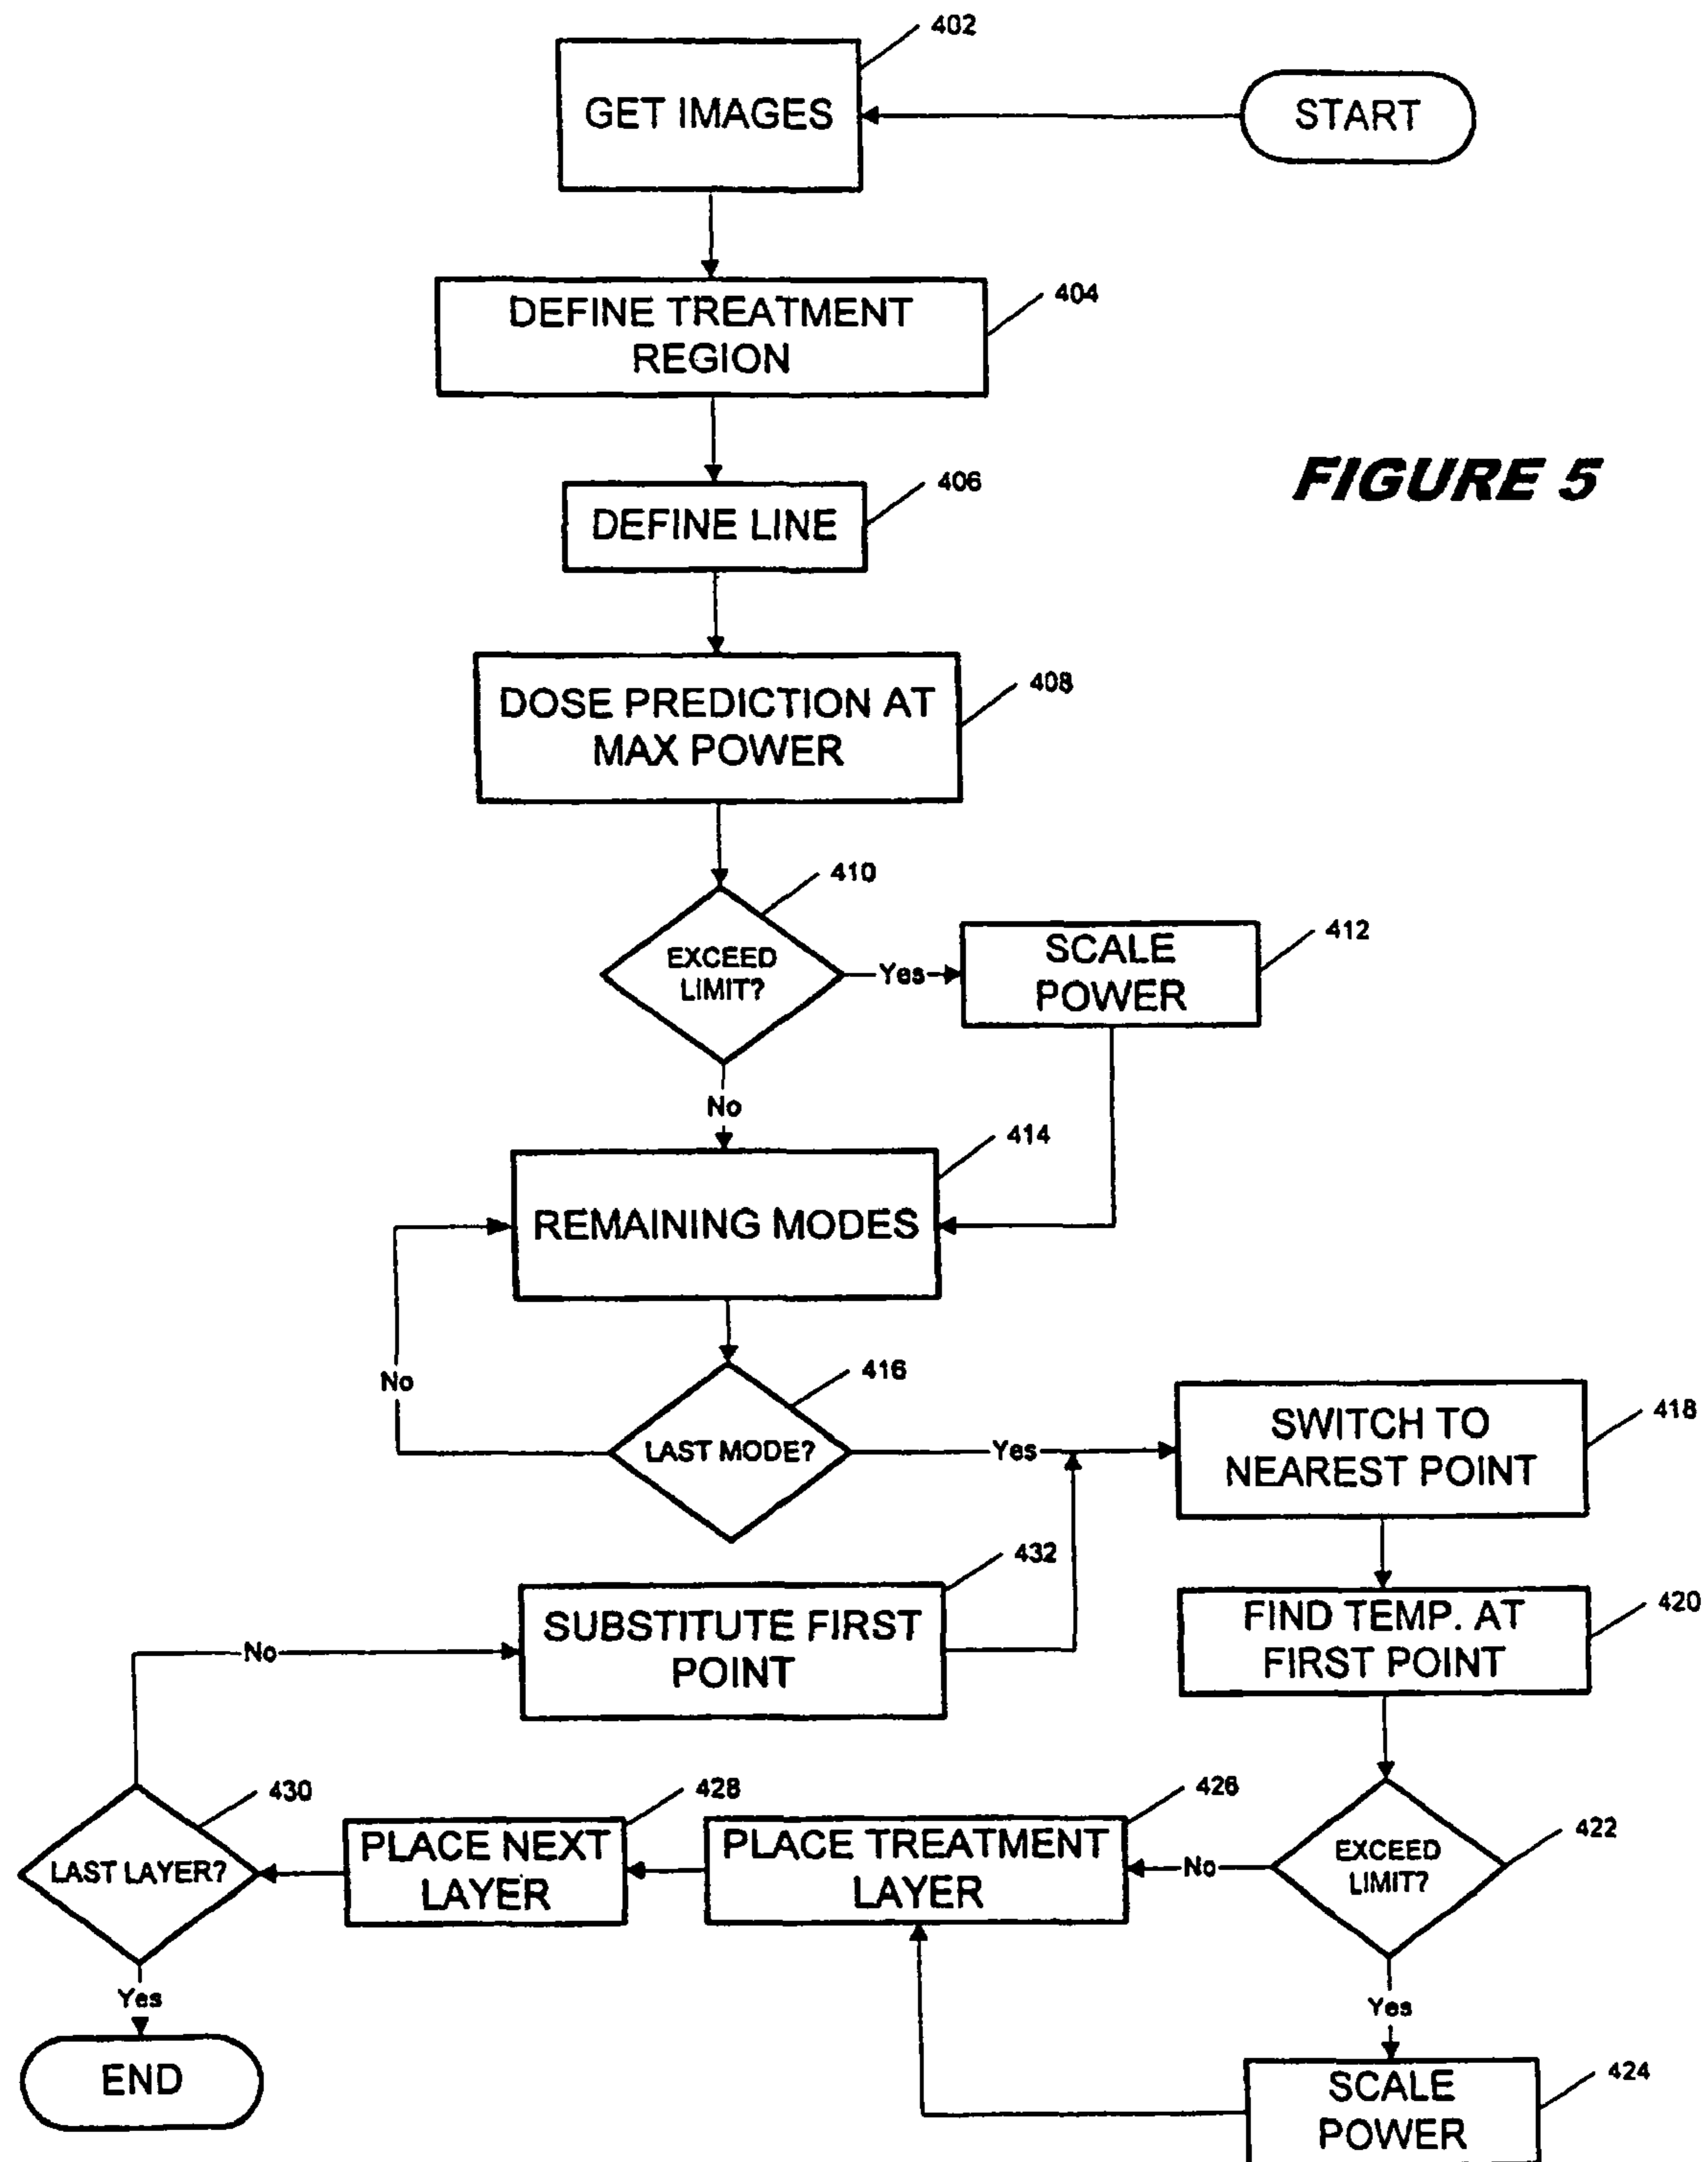 402
GET IMAGES
START
DEFINE TREATMENT
REGION
404
FIGURE 5
DEFINE LINE
406
DOSE PREDICTION AT
MAX POWER
408
410
EXCEED
LIMIT?
Yes
SCALE
POWER
412
No
414
REMAINING MODES
No
416
LAST MODE?
Yes
SWITCH TO
NEAREST POINT
418
432
SUBSTITUTE FIRST
POINT
No
FIND TEMP. AT
FIRST POINT
420
430
LAST LAYER?
428
PLACE NEXT
LAYER
426
PLACE TREATMENT
LAYER
No
EXCEED
LIMIT?
422
Yes
Yes
END
SCALE
POWER
424